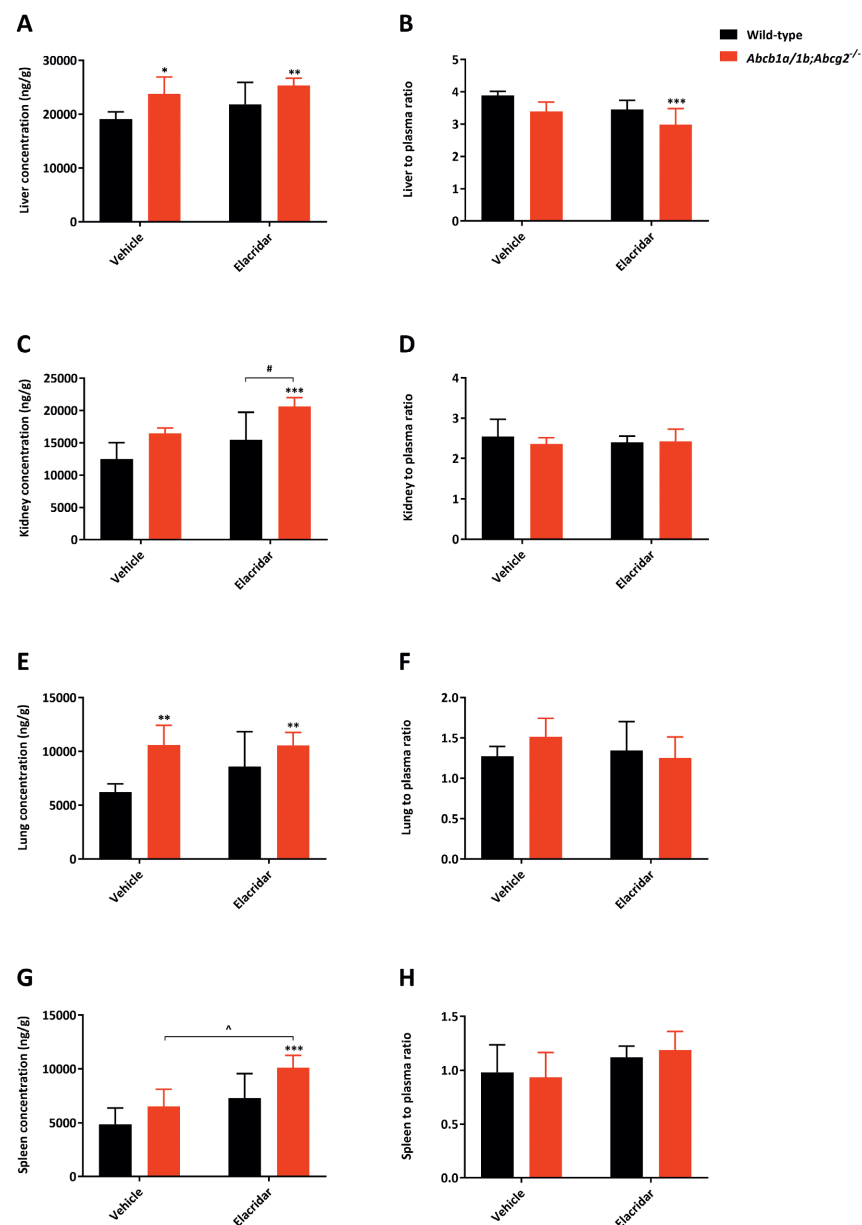 A
Liver concentration (ng/g)
30000
20000
10000
0
*
**
Vehicle
Elacridar
B
Liver to plasma ratio
5
4
3
2
1
0
***
Vehicle
Elacridar
Wild-type
Abcb1a/1b;Abcg2-/-
C
Kidney concentration (ng/g)
25000
20000
15000
10000
5000
0
#
***
Vehicle
Elacridar
D
Kidney to plasma ratio
4
3
2
1
0
Vehicle
Elacridar
E
Lung concentration (ng/g)
15000
10000
5000
0
**
**
Vehicle
Elacridar
F
Lung to plasma ratio
2.0
1.5
1.0
0.5
0.0
Vehicle
Elacridar
G
Spleen concentration (ng/g)
15000
10000
5000
0
^
***
Vehicle
Elacridar
H
Spleen to plasma ratio
1.5
1.0
0.5
0.0
Vehicle
Elacridar